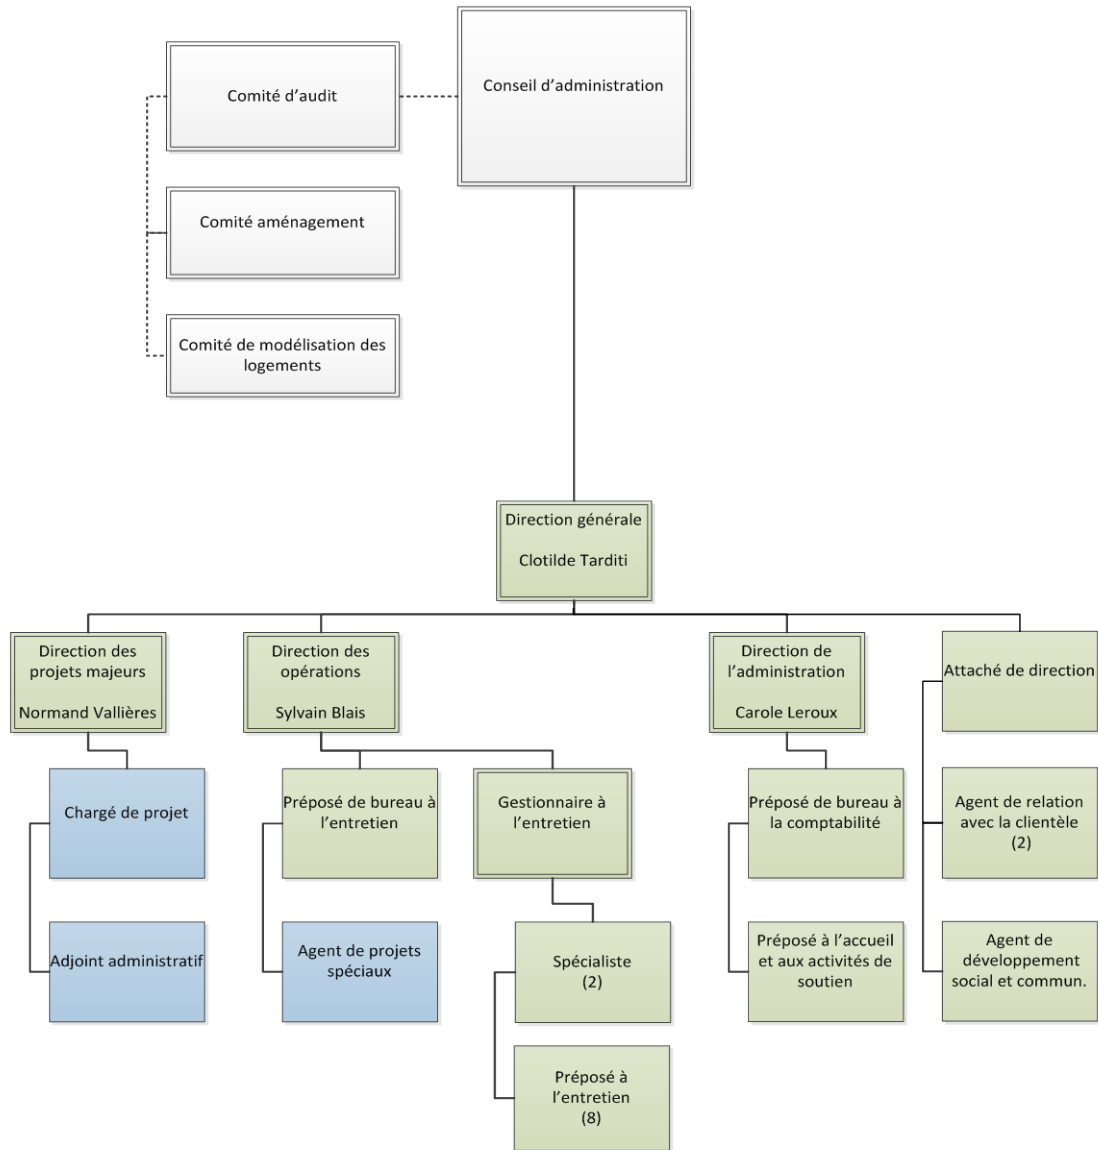 Comité d'audit
Conseil d'administration
Comité aménagement
Comité de modélisation des
logements
Direction générale
Clotilde Tarditi
Direction des
projets majeurs
Normand Vallières
Direction des
opérations
Sylvain Blais
Direction de
l'administration
Carole Leroux
Attaché de direction
Chargé de projet
Préposé de bureau à
l'entretien
Gestionnaire à
l'entretien
Préposé de bureau à
la comptabilité
Agent de relation
avec la clientèle
(2)
Adjoint administratif
Agent de projets
spéciaux
Spécialiste
(2)
Préposé à l'accueil
et aux activités de
soutien
Agent de
développement
social et commun.
Préposé à
l'entretien
(8)